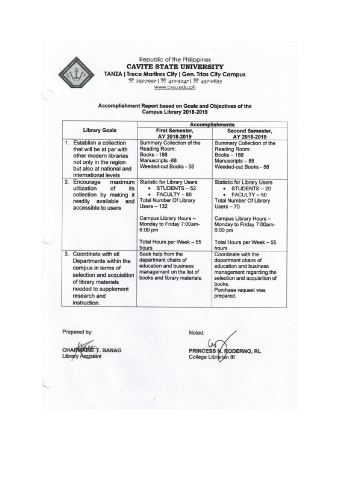 Republic of the Philippines
CAVITE STATE UNIVERSITY
TANZA | Trece Martires City | Gen. Trias City Campus
www.cvsu.edu.ph
Accomplishment Report based on Goals and Objectives of the
Campus Library 2018-2019
Library Goals
Accomplishments
First Semester,
AY 2018-2019
Second Semester,
AY 2018-2019
1. Establish a collection
that will be at par with
other modern libraries
not only in the region
but also at national and
international levels
Summary Collection of the
Reading Room:
Books - 188
Manuscripts -88
Weeded-out Books - 58
Summary Collection of the
Reading Room:
Books – 188
Manuscripts – 88
Weeded-out Books - 58
2. Encourage maximum
utilization of its
collection by making it
readily available and
accessible to users
Statistic for Library Users
• STUDENTS – 52
• FACULTY – 80
Total Number Of Library
Users – 132
Campus Library Hours –
Monday to Friday 7:00am-
6:00 pm
Total Hours per Week – 55
hours
Statistic for Library Users
• STUDENTS – 20
• FACULTY – 50
Total Number Of Library
Users – 70
Campus Library Hours –
Monday to Friday 7:00am-
6:00 pm
Total Hours per Week – 55
hours
3. Coordinate with all
Departments within the
campus in terms of
selection and acquisition
of library materials
needed to supplement
research and
instruction.
Seek help from the
department chairs of
education and business
management on the list of
books and library materials.
Coordinate with the
department chairs of
education and business
management regarding the
selection and acquisition of
books.
Purchase request was
prepared.
Prepared by:
Noted:
T. BANAG
Library Assistant
PRINCESS N. RODERNO, RL
College Librarian III